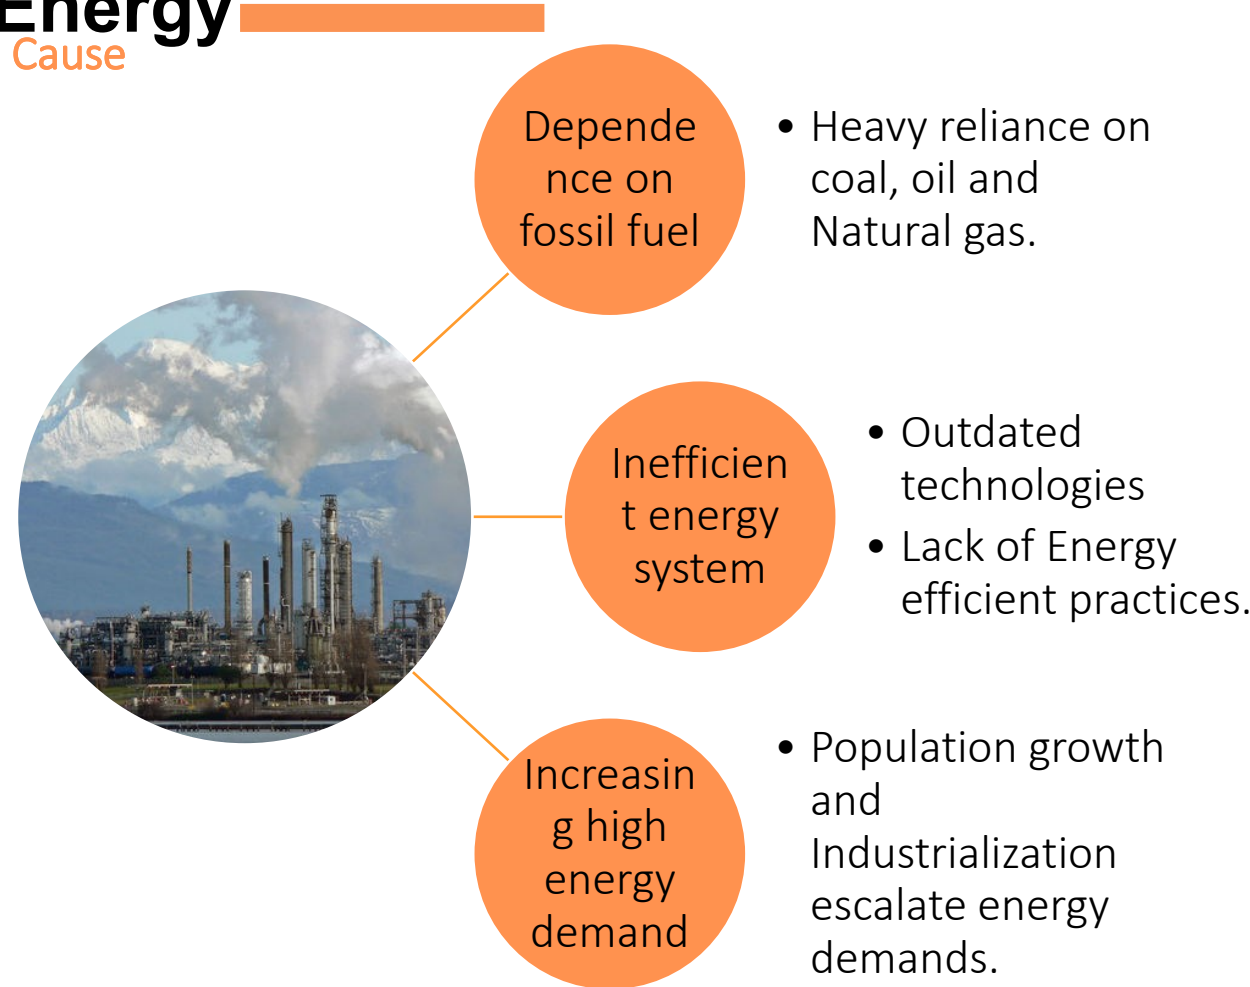 Energy
Cause
Depende
nce on
fossil fuel
• Heavy reliance on
coal, oil and
Natural gas.
Inefficien
t energy
system
• Outdated
technologies
• Lack of Energy
efficient practices.
Increasin
g high
energy
demand
• Population growth
and
Industrialization
escalate energy
demands.